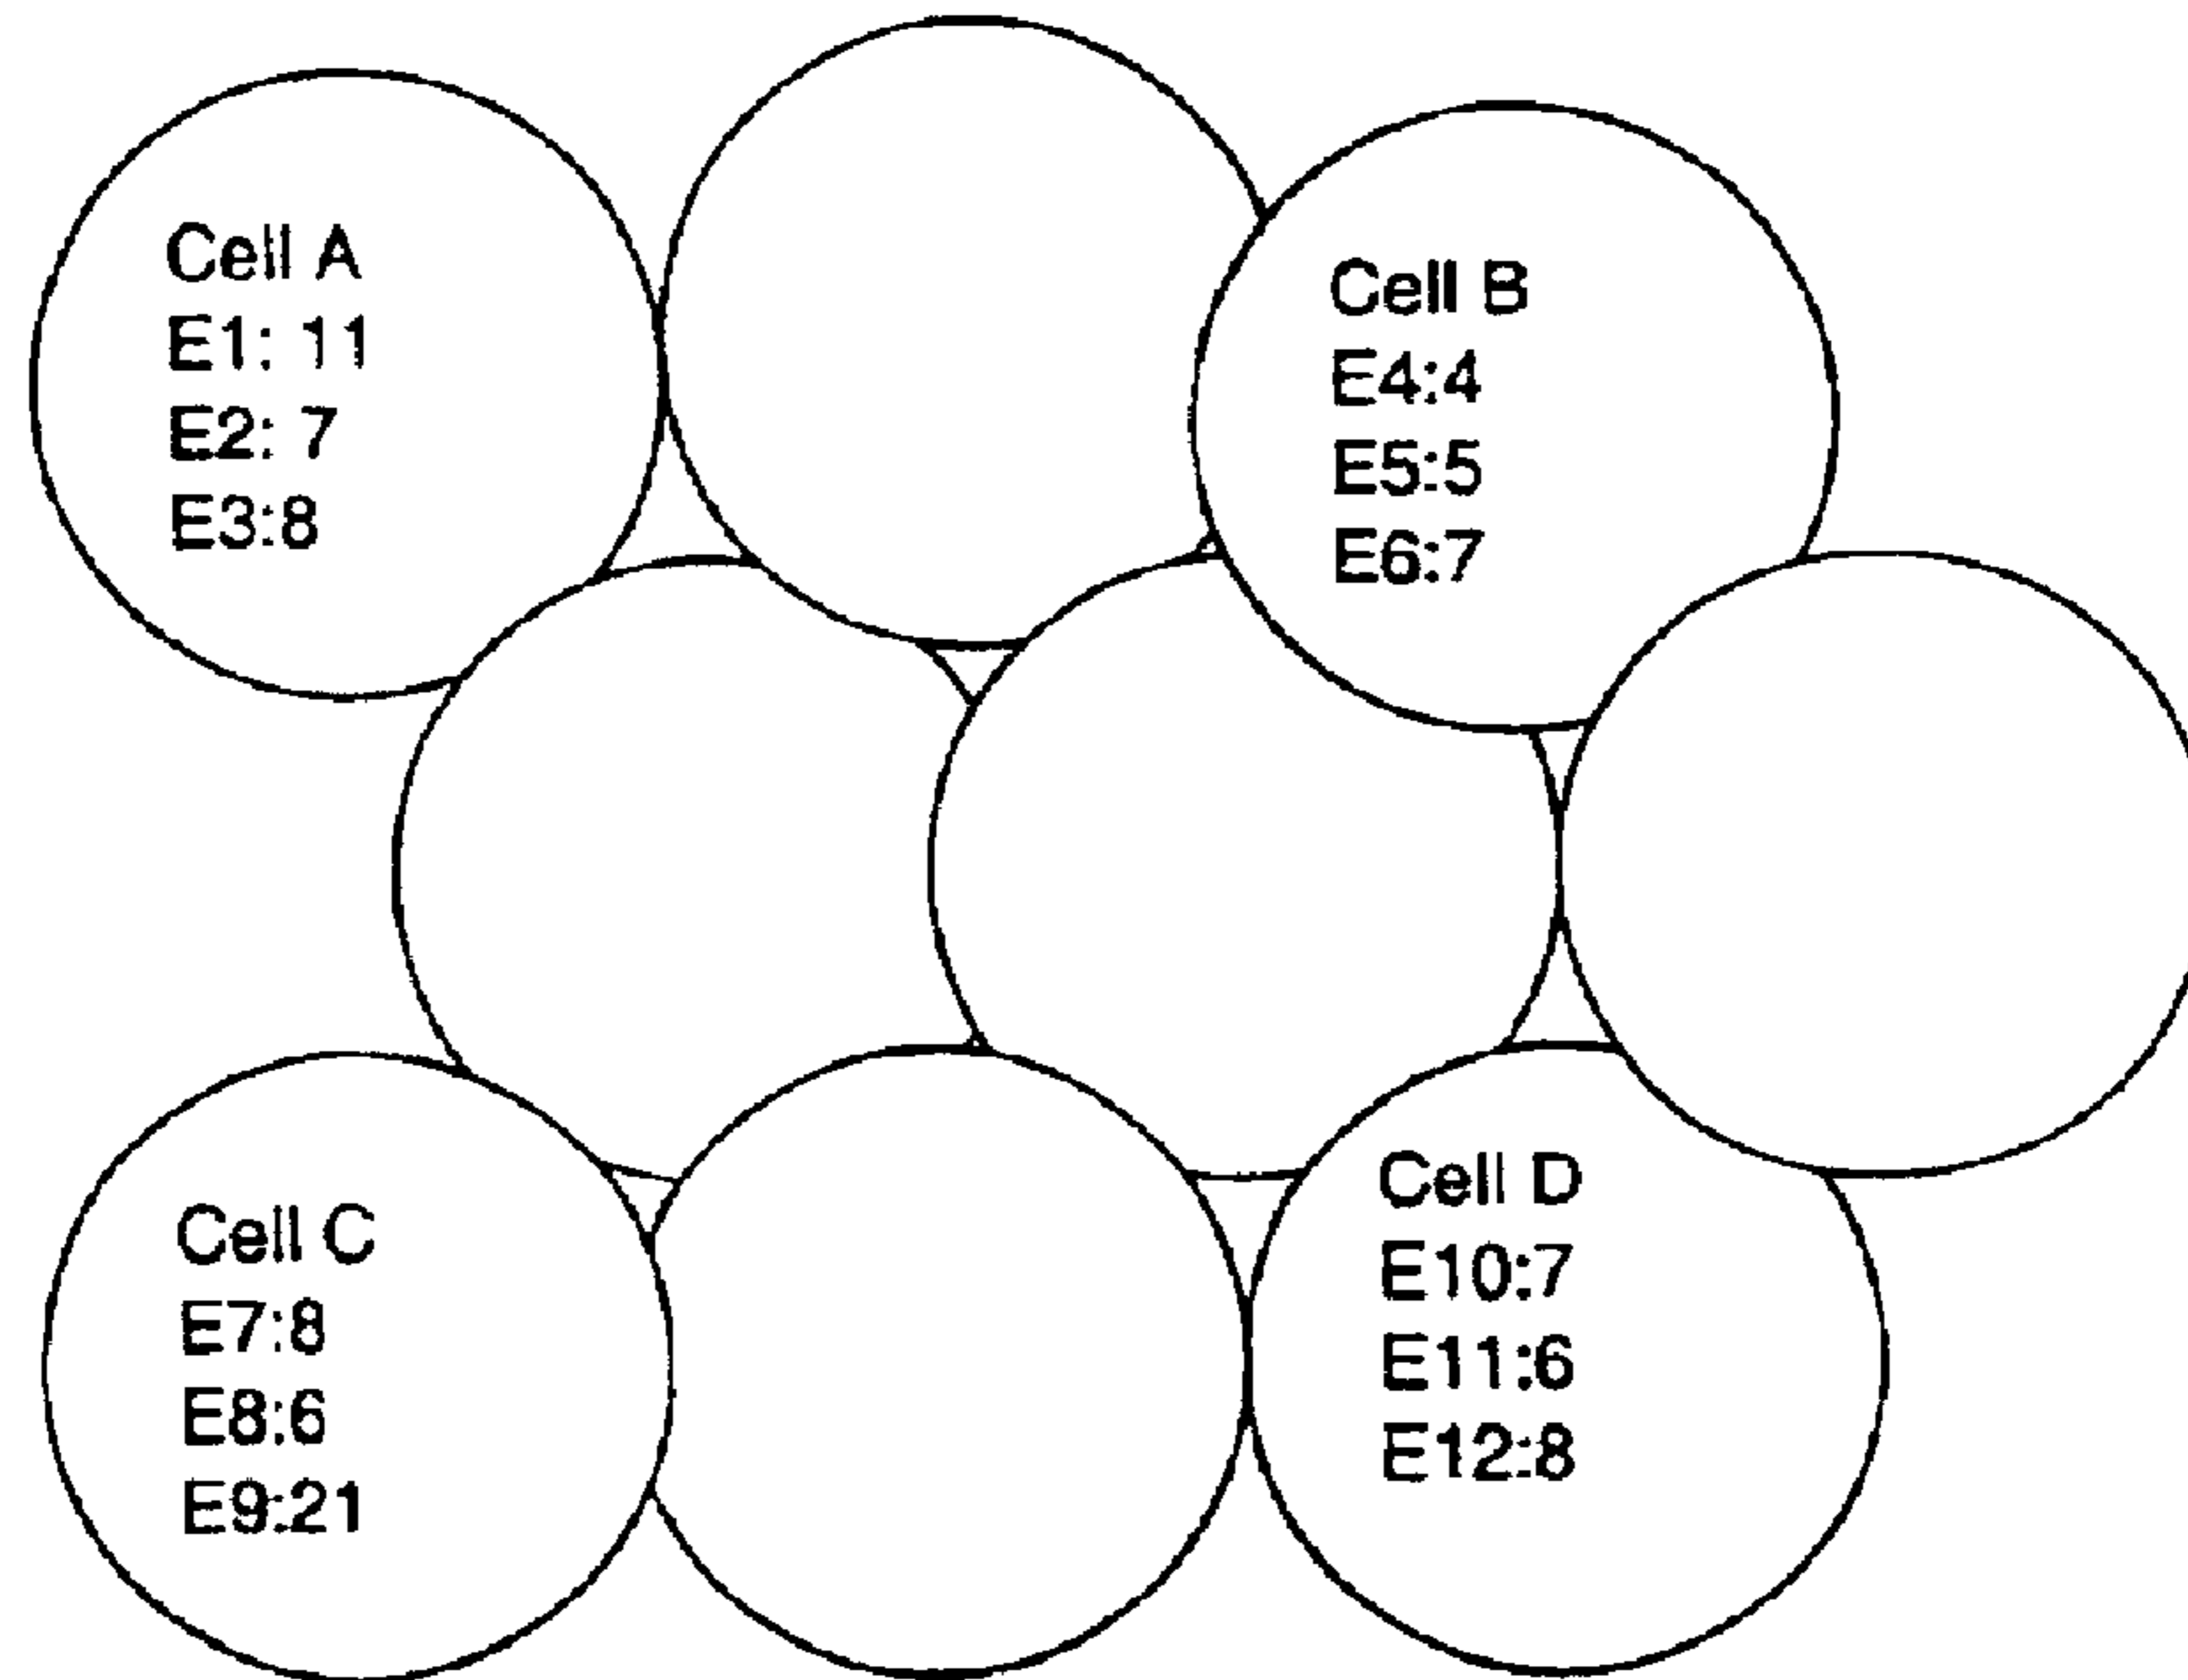 Cell A
E1: 11
E2: 7
E3:8
Cell B
E4:4
E5:5
E6:7
Cell C
E7:8
E8:6
E9:21
Cell D
E10:7
E11:6
E12:8